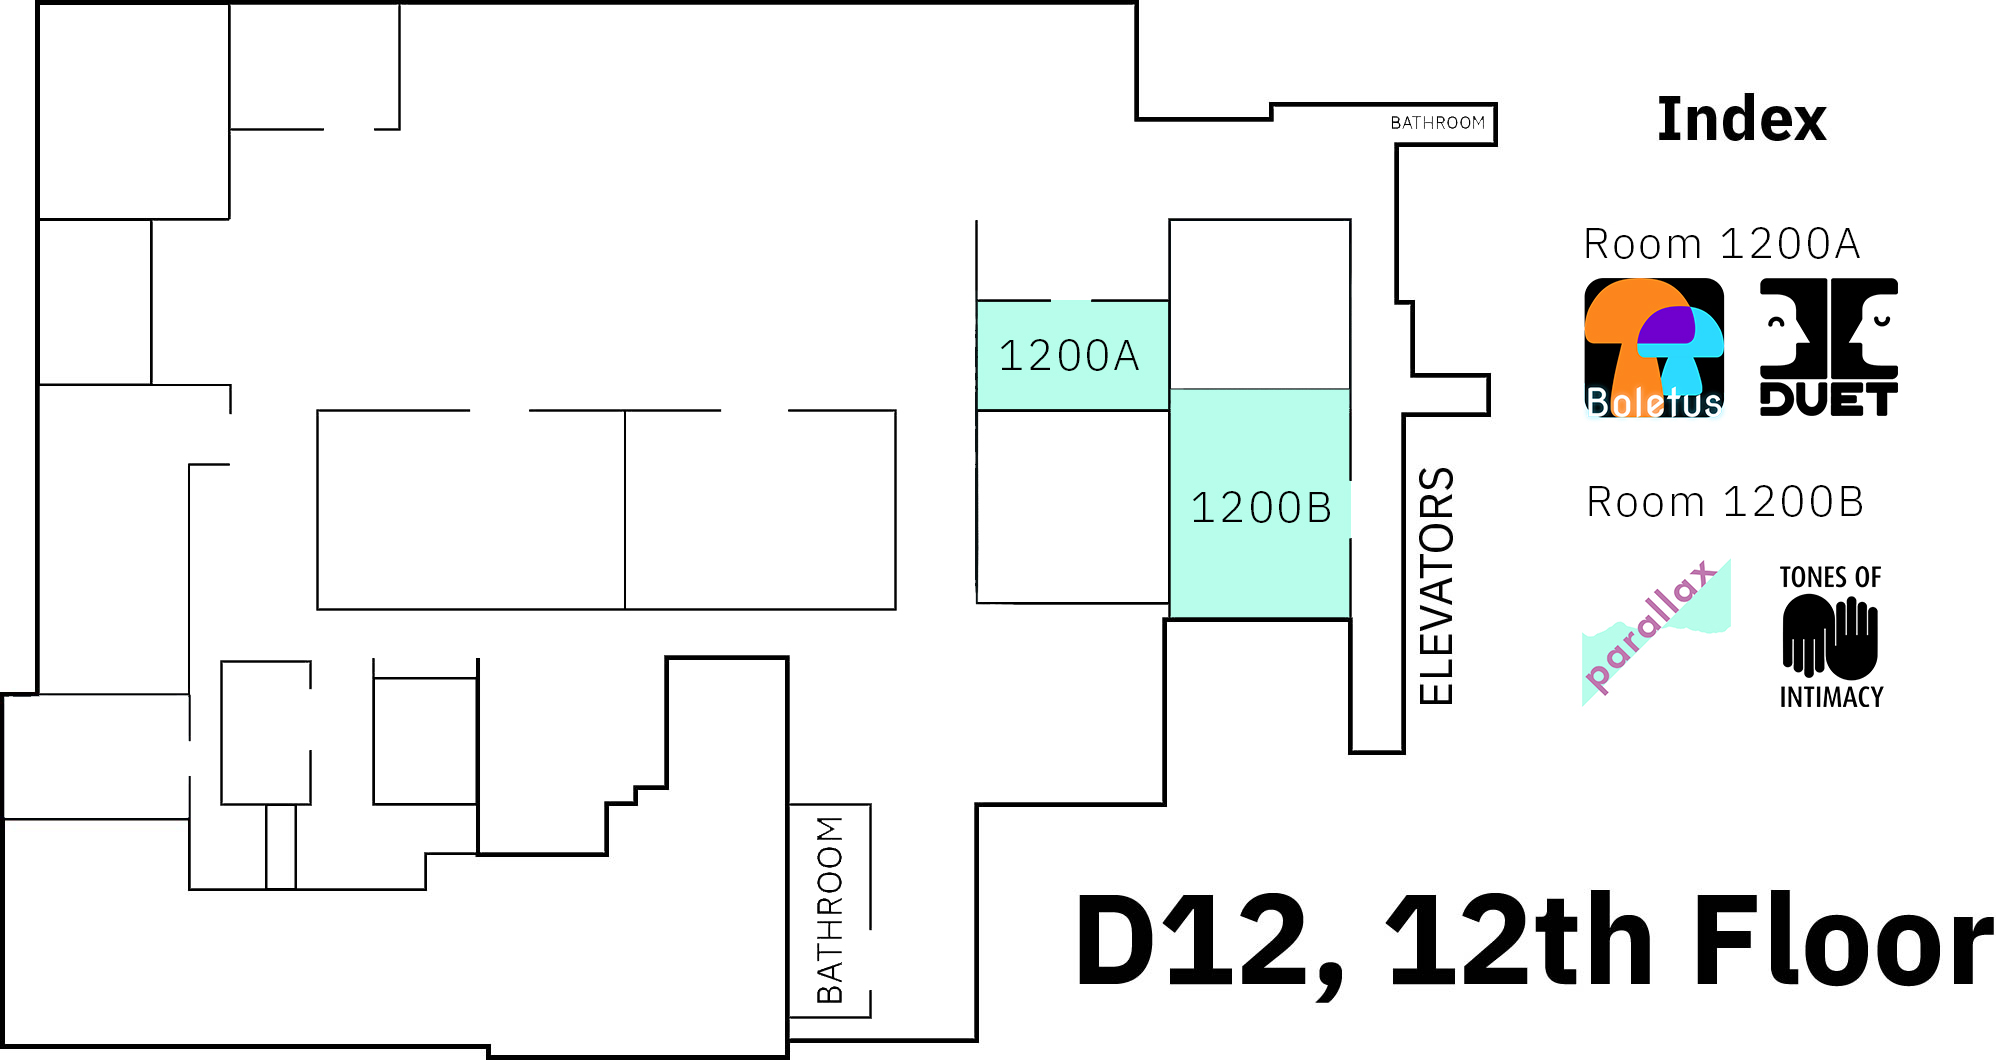 BATHROOM
Index
Room 1200A
Boletus
DUET
1200A
1200B
ELEVATORS
Room 1200B
parallax
TONES OF
INTIMACY
BATHROOM
D12, 12th Floor